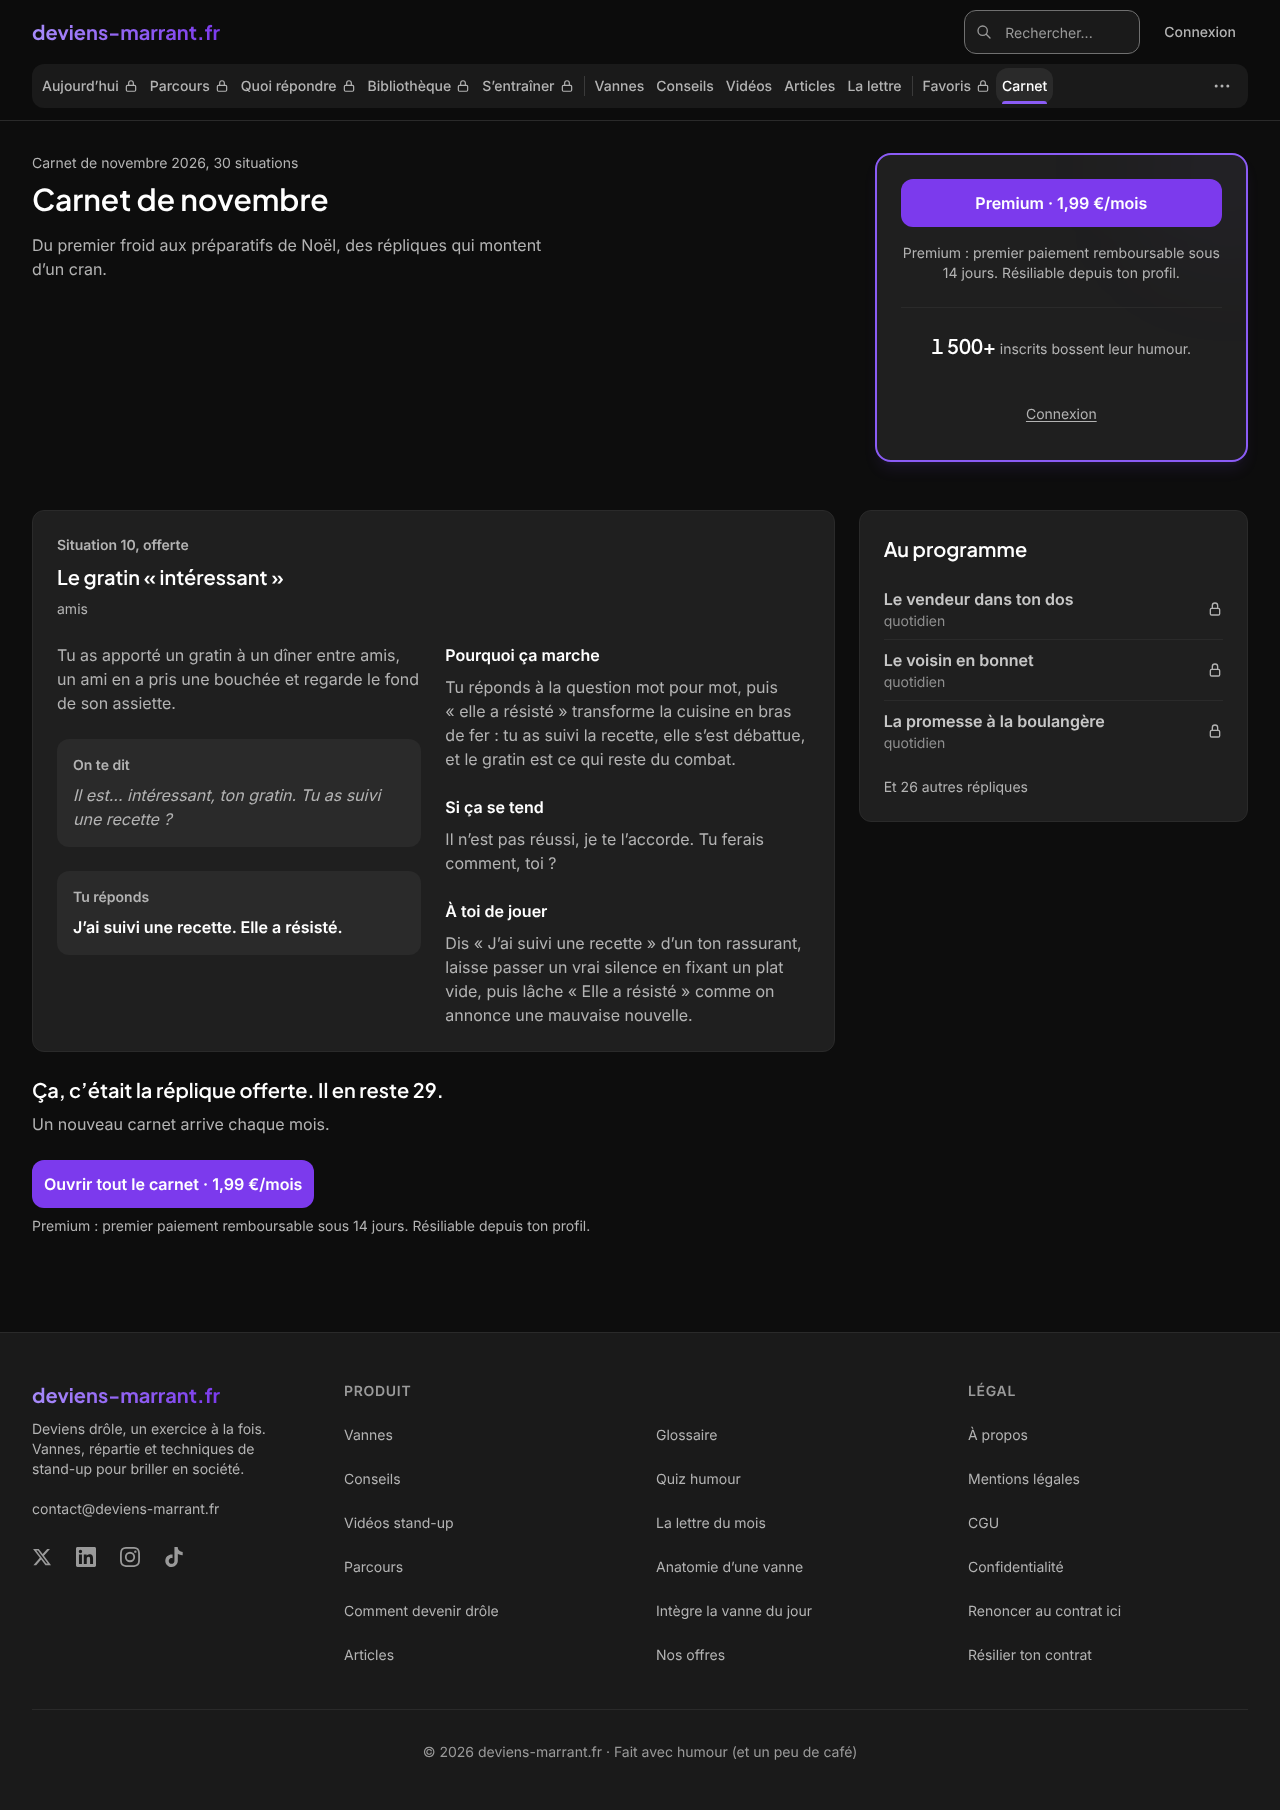 deviens-marrant.fr
Rechercher...
Connexion
Aujourd’hui
Parcours
Quoi répondre
Bibliothèque
S’entraîner
Vannes
Conseils
Vidéos
Articles
La lettre
Favoris
Carnet
Carnet de novembre 2026, 30 situations
Carnet de novembre
Du premier froid aux préparatifs de Noël, des répliques qui montent
d’un cran.
Premium · 1,99 €/mois
Premium : premier paiement remboursable sous
14 jours. Résiliable depuis ton profil.
1 500+ inscrits bossent leur humour.
Connexion
Situation 10, offerte
Le gratin « intéressant »
amis
Tu as apporté un gratin à un dîner entre amis,
un ami en a pris une bouchée et regarde le fond
de son assiette.
On te dit
Il est… intéressant, ton gratin. Tu as suivi
une recette ?
Tu réponds
J’ai suivi une recette. Elle a résisté.
Pourquoi ça marche
Tu réponds à la question mot pour mot, puis
« elle a résisté » transforme la cuisine en bras
de fer : tu as suivi la recette, elle s’est débattue,
et le gratin est ce qui reste du combat.
Si ça se tend
Il n’est pas réussi, je te l’accorde. Tu ferais
comment, toi ?
À toi de jouer
Dis « J’ai suivi une recette » d’un ton rassurant,
laisse passer un vrai silence en fixant un plat
vide, puis lâche « Elle a résisté » comme on
annonce une mauvaise nouvelle.
Au programme
Le vendeur dans ton dos
quotidien
Le voisin en bonnet
quotidien
La promesse à la boulangère
quotidien
Et 26 autres répliques
Ça, c’était la réplique offerte. Il en reste 29.
Un nouveau carnet arrive chaque mois.
Ouvrir tout le carnet · 1,99 €/mois
Premium : premier paiement remboursable sous 14 jours. Résiliable depuis ton profil.
deviens-marrant.fr
Deviens drôle, un exercice à la fois.
Vannes, répartie et techniques de
stand-up pour briller en société.
contact@deviens-marrant.fr
PRODUIT
Vannes
Conseils
Vidéos stand-up
Parcours
Comment devenir drôle
Articles
Glossaire
Quiz humour
La lettre du mois
Anatomie d’une vanne
Intègre la vanne du jour
Nos offres
LÉGAL
À propos
Mentions légales
CGU
Confidentialité
Renoncer au contrat ici
Résilier ton contrat
© 2026 deviens-marrant.fr · Fait avec humour (et un peu de café)